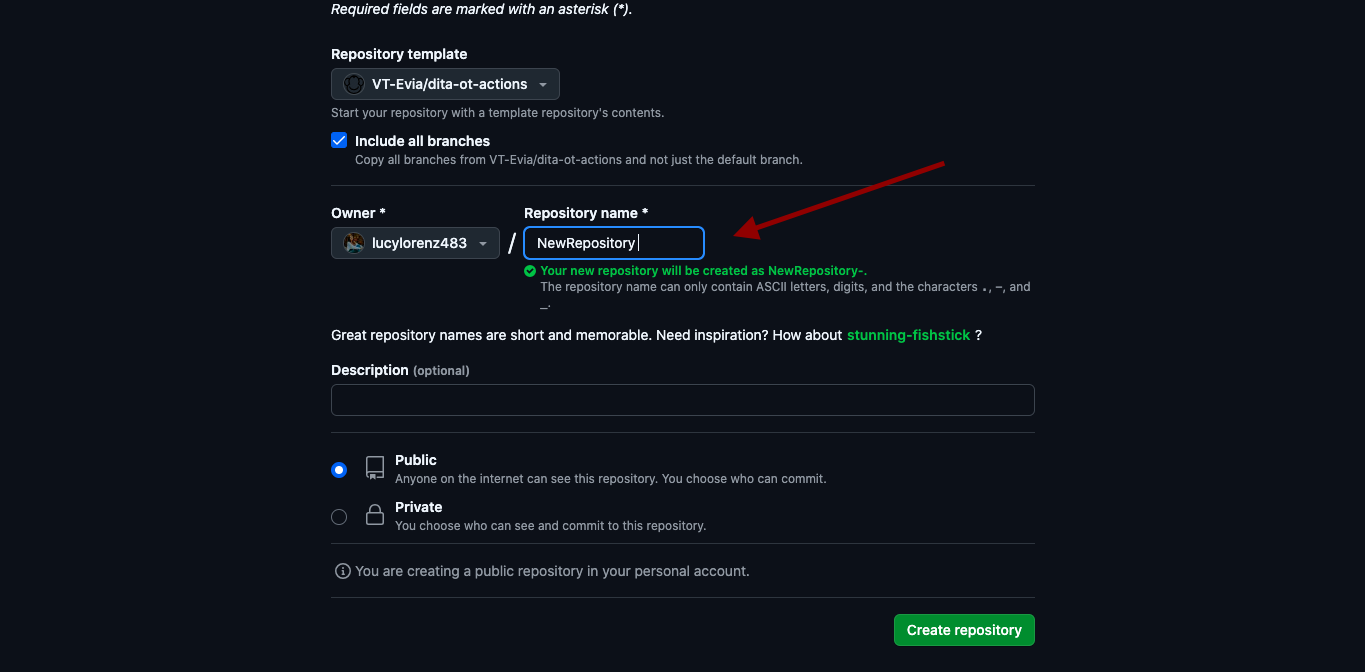 Required fields are marked with an asterisk (*).
Repository template
VT-Evia/dita-ot-actions
Start your repository with a template repository's contents.
Include all branches
Copy all branches from VT-Evia/dita-ot-actions and not just the default branch.
Owner * Repository name *
lucylorenz483 / NewRepository
Your new repository will be created as NewRepository-.
The repository name can only contain ASCII letters, digits, and the characters ., -, and
_.
Great repository names are short and memorable. Need inspiration? How about stunning-fishstick ?
Description (optional)
Public
Anyone on the internet can see this repository. You choose who can commit.
Private
You choose who can see and commit to this repository.
You are creating a public repository in your personal account.
Create repository